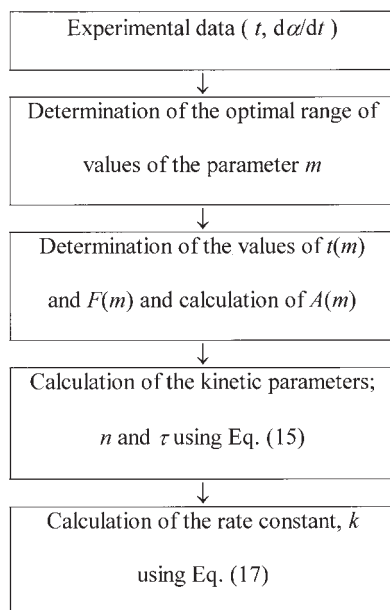 Experimental data ( t, dα/dt )
↓
Determination of the optimal range of
values of the parameter m
↓
Determination of the values of t(m)
and F(m) and calculation of A(m)
↓
Calculation of the kinetic parameters;
n and τ using Eq. (15)
↓
Calculation of the rate constant, k
using Eq. (17)